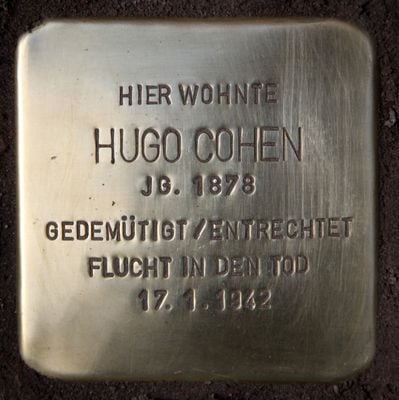 HIER WOHNTE
HUGO COHEN
JG. 1878
GEDEMÜTIGT/ENTRECHTET
FLUCHT IN DEN TOD
17. 1. 1942